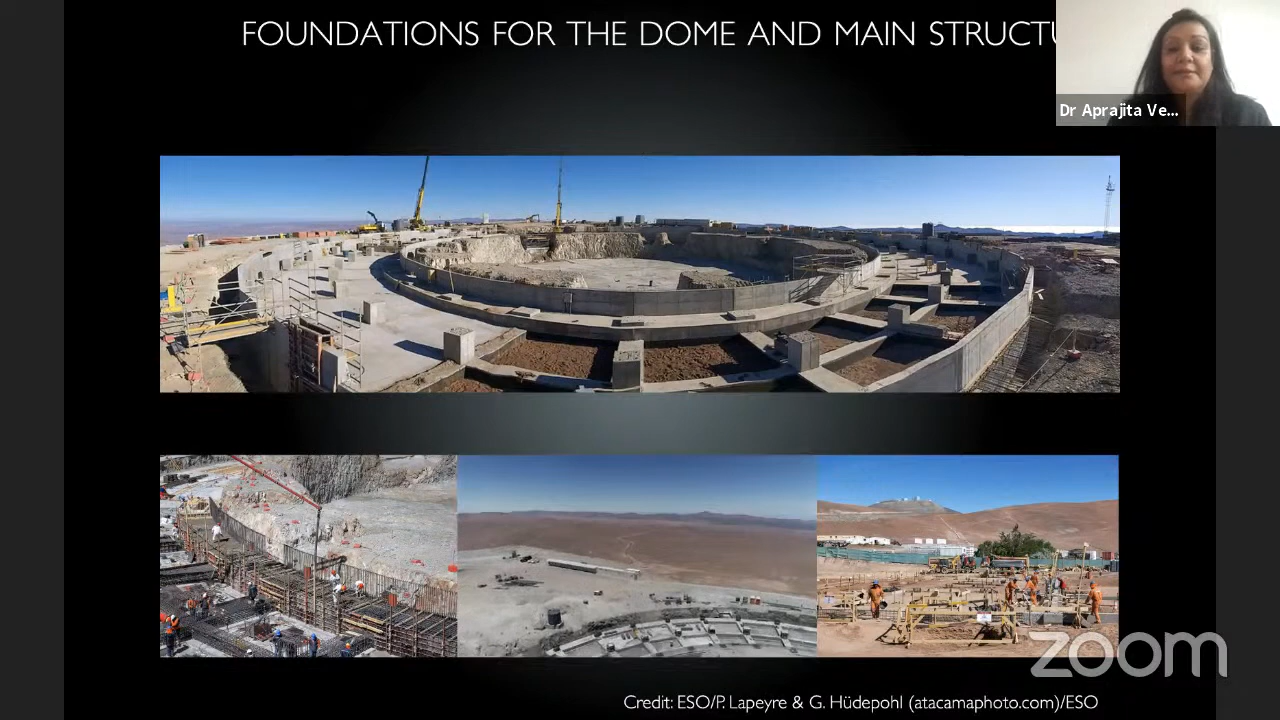 FOUNDATIONS FOR THE DOME AND MAIN STRUCTU
Dr Aprajita Ve...
zoom
Credit: ESO/P. Lapeyre & G. Hüdepohl (atacamaphoto.com)/ESO